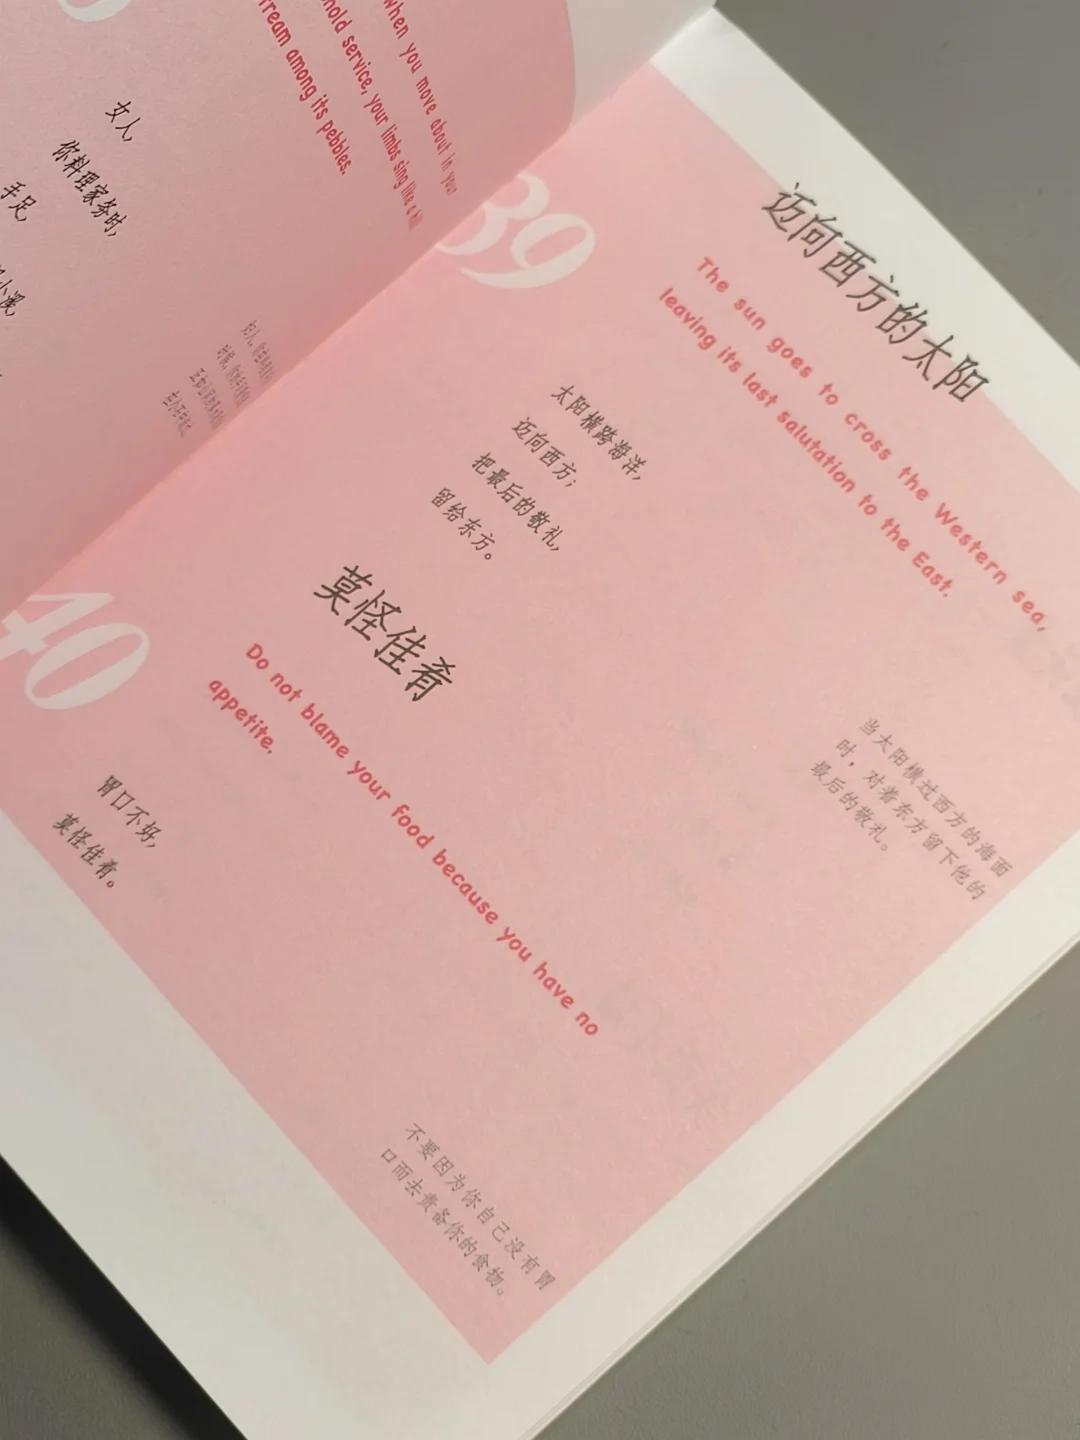 when you move about in your
hold service, your limbs sing like a hill
tream among its pebbles.
女人，
你料理家务时，
手足，
小溪，
39
迈向西方的太阳
The sun goes to cross the Western sea,
leaving its last salutation to the East.
太阳横跨海洋，
迈向西方；
把最后的敬礼，
留给东方。
当太阳横过西方的海面
时，对着东方留下他的
最后的敬礼。
40
莫怪佳肴
Do not blame your food because you have no
appetite.
胃口不好，
莫怪佳肴。
不要因为你自己没有胃
口而去责备你的食物。